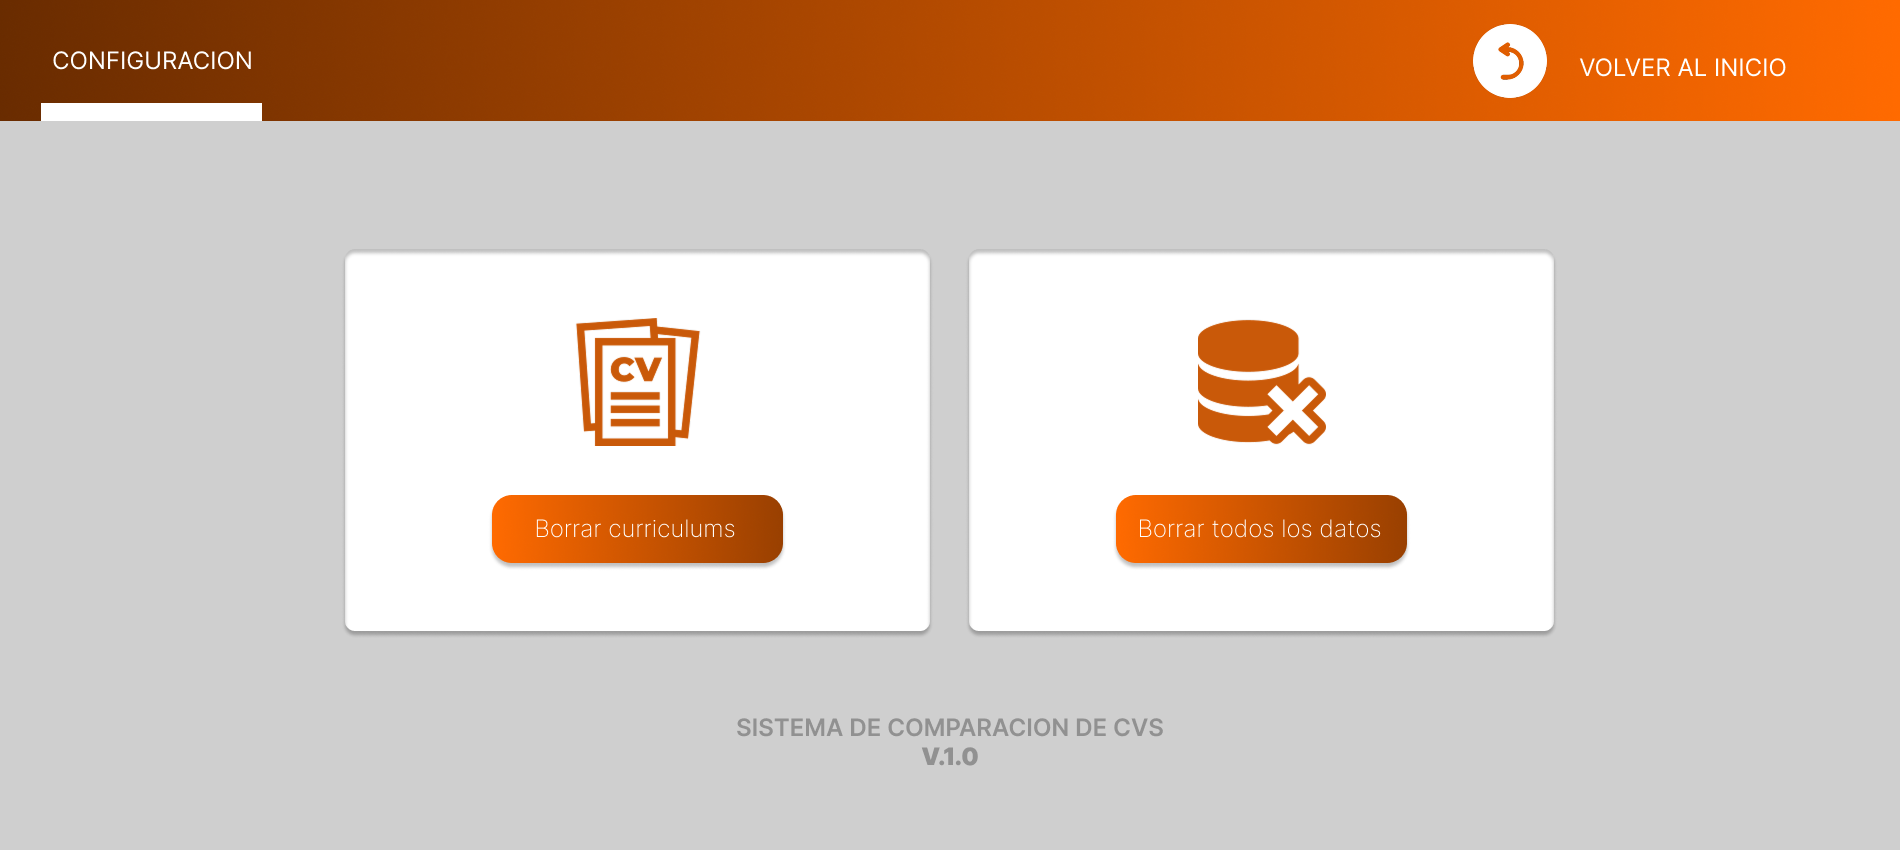 CONFIGURACION
VOLVER AL INICIO
CV
Borrar curriculums
Borrar todos los datos
SISTEMA DE COMPARACION DE CVS
V.1.0